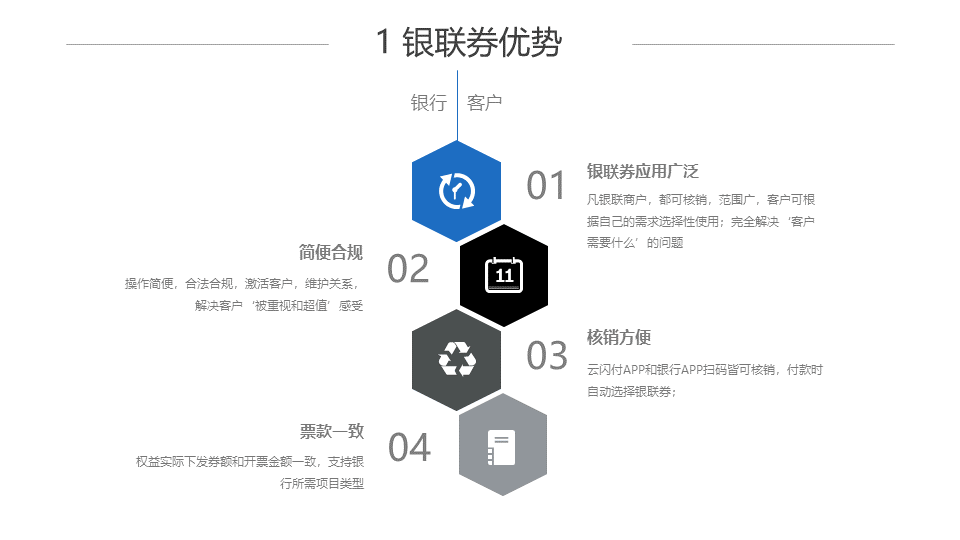 1 银联券优势
银行
客户
01
银联券应用广泛
凡银联商户，都可核销，范围广，客户可根
据自己的需求选择性使用；完全解决‘客户
需要什么’的问题
简便合规
02
操作简便，合法合规，激活客户，维护关系，
解决客户‘被重视和超值’感受
11
03
核销方便
云闪付APP和银行APP扫码皆可核销，付款时
自动选择银联券；
票款一致
04
权益实际下发券额和开票金额一致，支持银
行所需项目类型